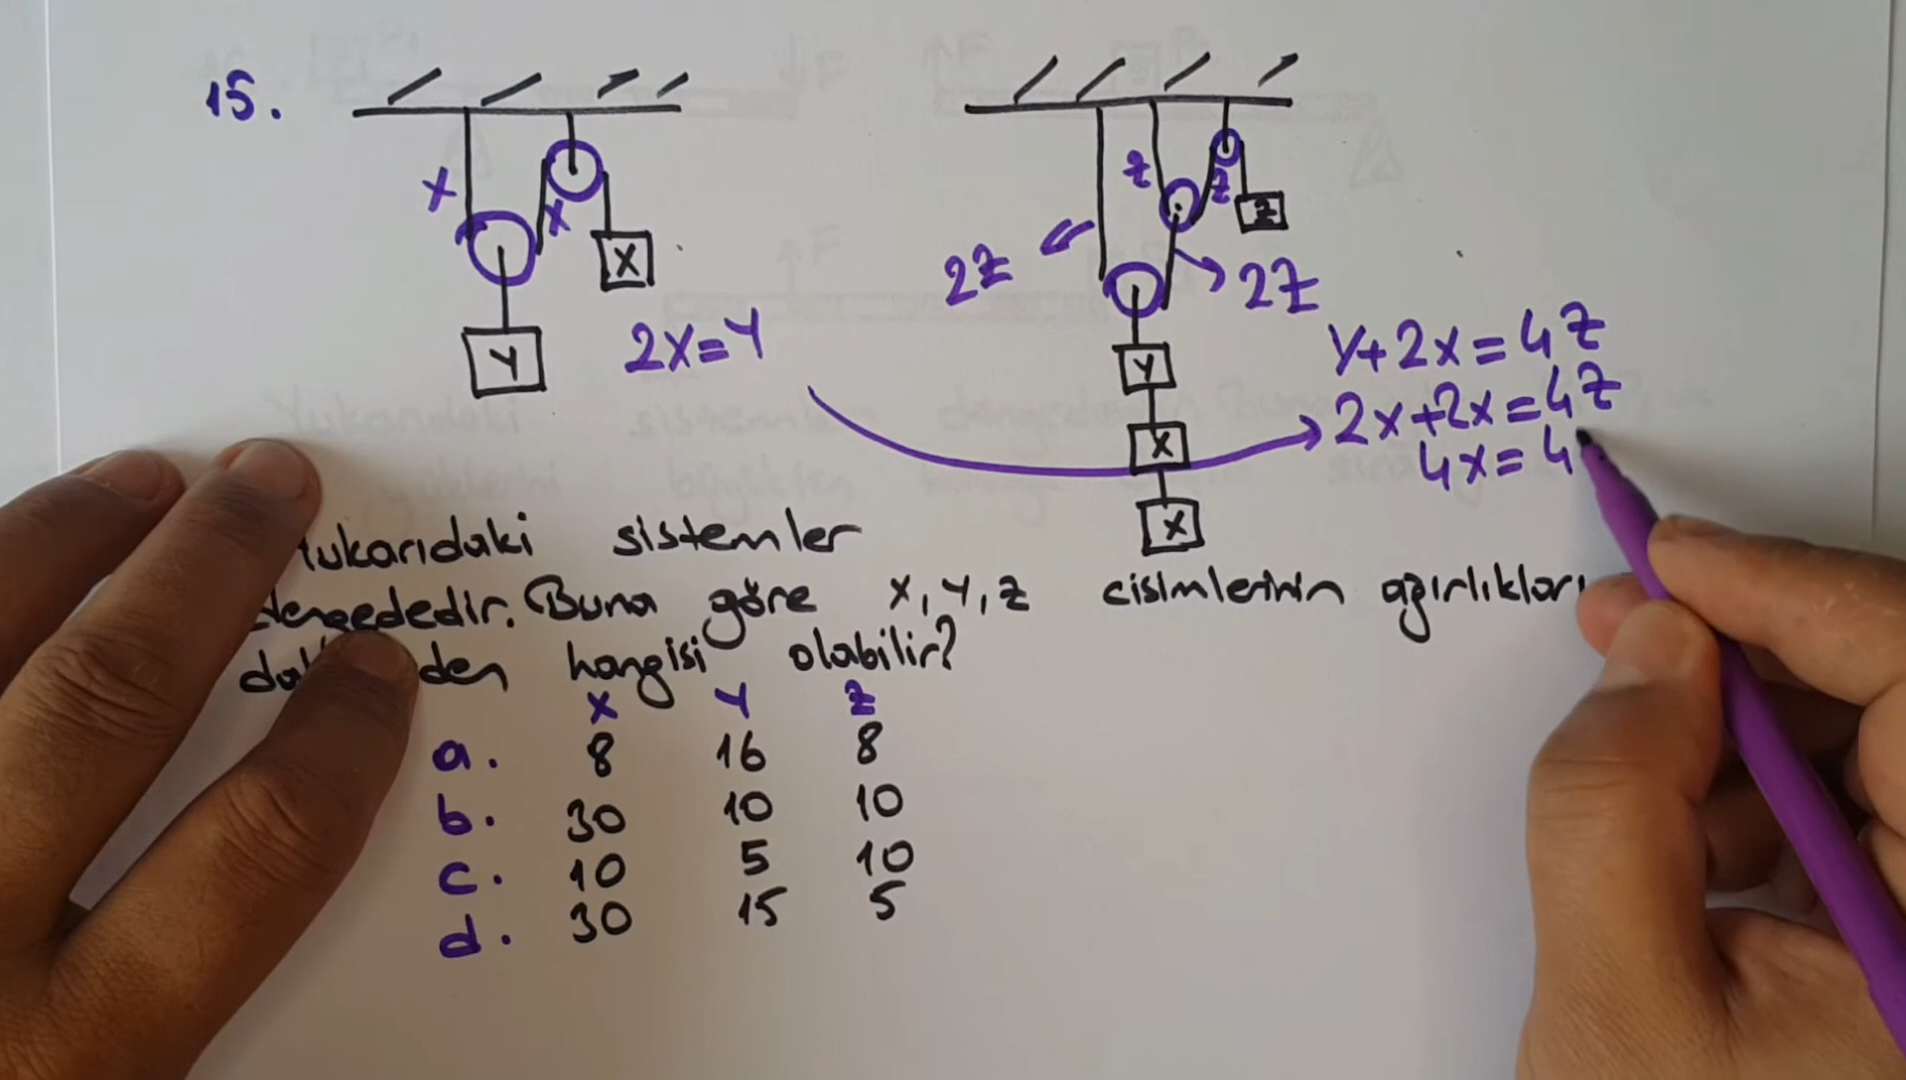 15.
x
x
X
Y
2X=Y
z
z
Z
2Z
2Z
Y
X
X
Y+2X=4Z
2X+2X=4Z
4X=4
sistemler
Buna göre X,Y,Z cisimlerinin ağırlıkları
hangisi olabilir?
X Y Z
a. 8 16 8
b. 30 10 10
c. 10 5 10
d. 30 15 5